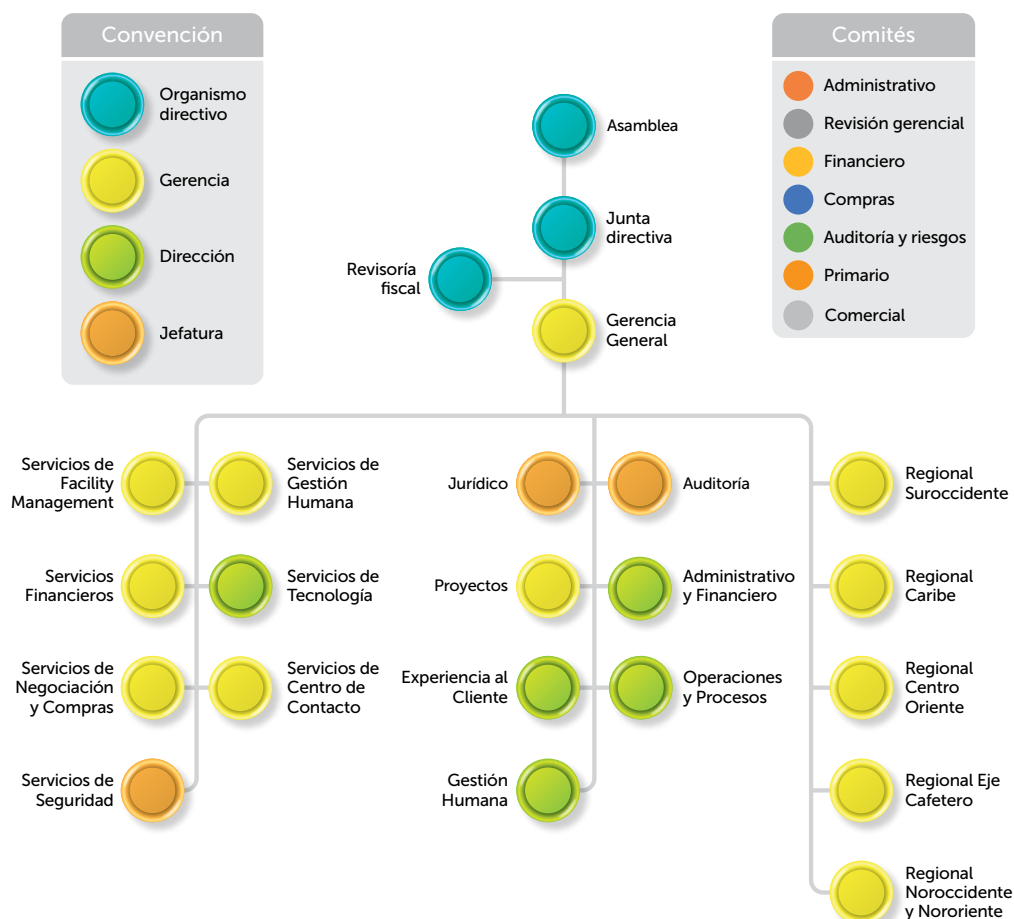 Convención
Organismo
directivo
Gerencia
Dirección
Jefatura
Comités
Administrativo
Revisión gerencial
Financiero
Compras
Auditoría y riesgos
Primario
Comercial
Asamblea
Junta
directiva
Revisoría
fiscal
Gerencia
General
Servicios de
Facility
Management
Servicios de
Gestión
Humana
Servicios
Financieros
Servicios de
Tecnología
Servicios de
Negociación
y Compras
Servicios de
Centro de
Contacto
Servicios de
Seguridad
Jurídico
Auditoría
Proyectos
Administrativo
y Financiero
Experiencia al
Cliente
Operaciones
y Procesos
Gestión
Humana
Regional
Suroccidente
Regional
Caribe
Regional
Centro
Oriente
Regional Eje
Cafetero
Regional
Noroccidente
y Nororiente